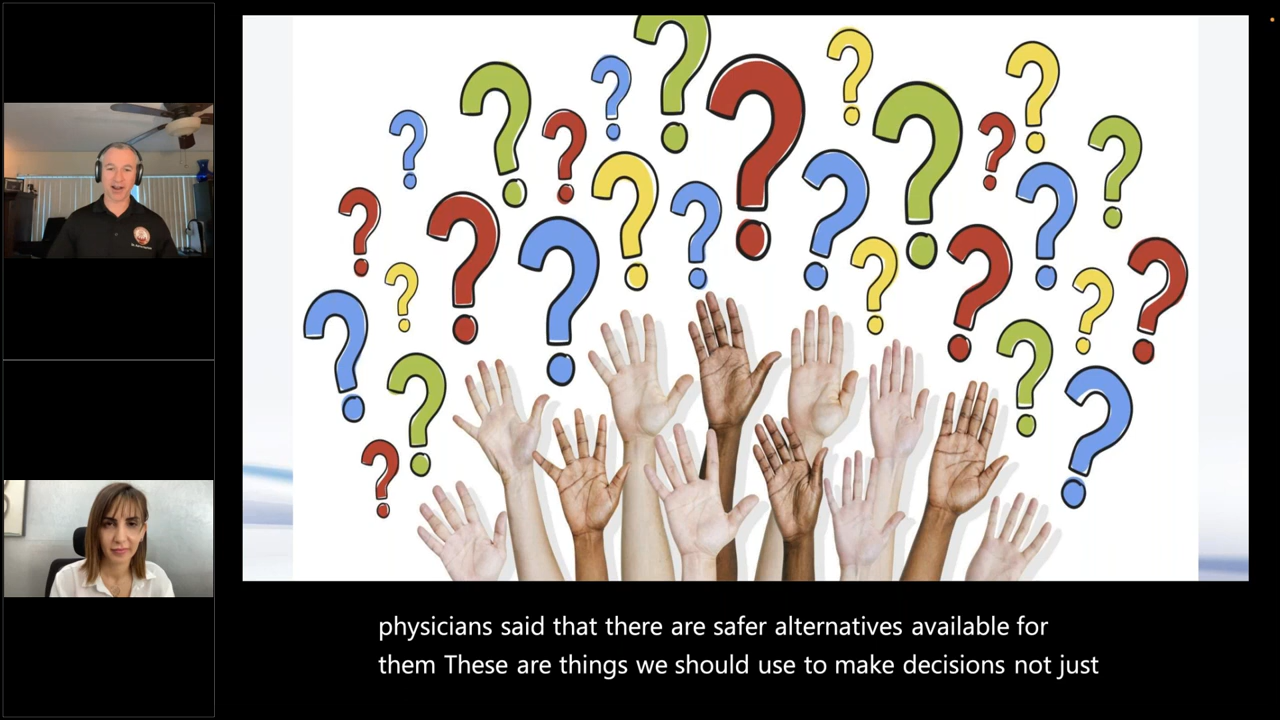 physicians said that there are safer alternatives available for
them These are things we should use to make decisions not just